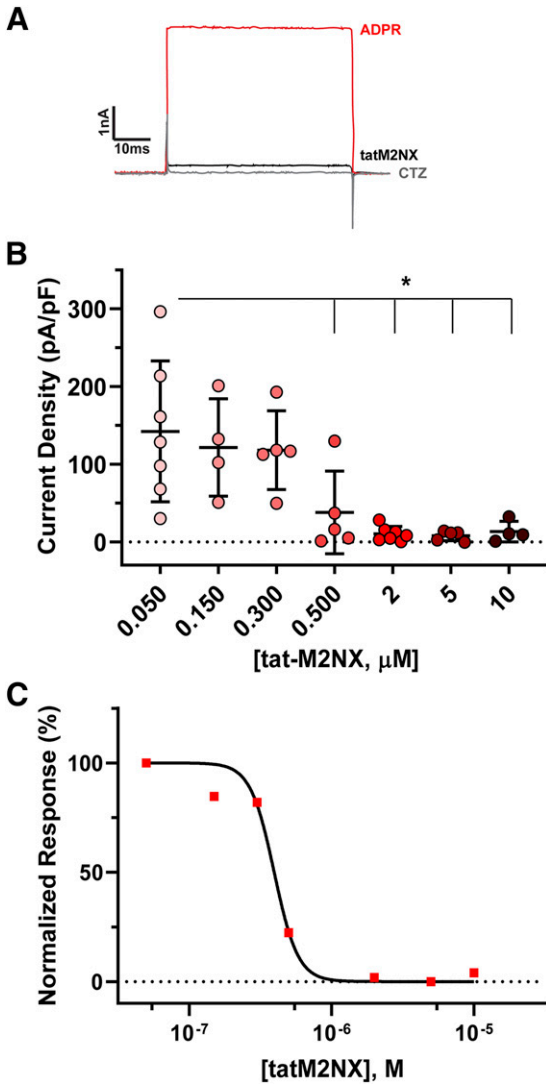 A
ADPR
1nA
10ms
tatM2NX
CTZ
B
*
Current Density (pA/pF)
300
200
100
0
0.050
0.150
0.300
0.500
2
5
10
[tat-M2NX, μM]
C
Normalized Response (%)
100
50
0
10⁻⁷
10⁻⁶
10⁻⁵
[tatM2NX], M